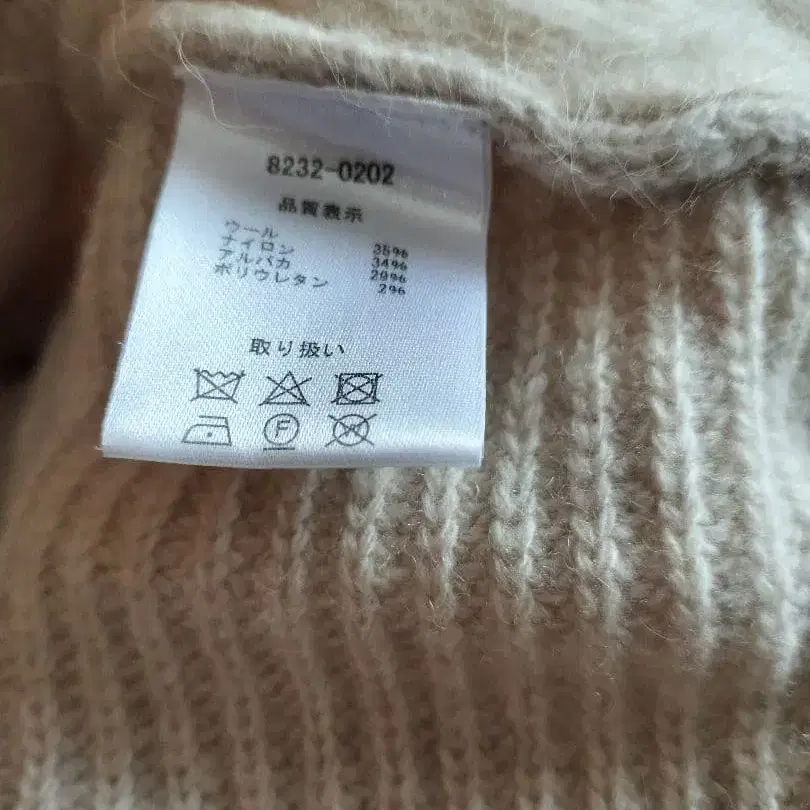 8232-0202
品質表示
ウール 35%
ナイロン 34%
アルパカ 29%
ポリウレタン 2%
取り扱い
F
W